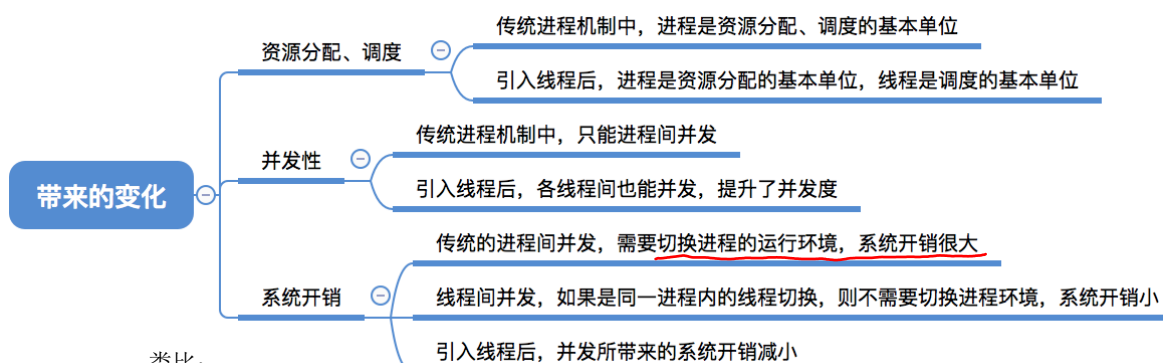 带来的变化
资源分配、调度
传统进程机制中，进程是资源分配、调度的基本单位
引入线程后，进程是资源分配的基本单位，线程是调度的基本单位
并发性
传统进程机制中，只能进程间并发
引入线程后，各线程间也能并发，提升了并发度
系统开销
传统的进程间并发，需要切换进程的运行环境，系统开销很大
线程间并发，如果是同一进程内的线程切换，则不需要切换进程环境，系统开销小
引入线程后，并发所带来的系统开销减小
类比：